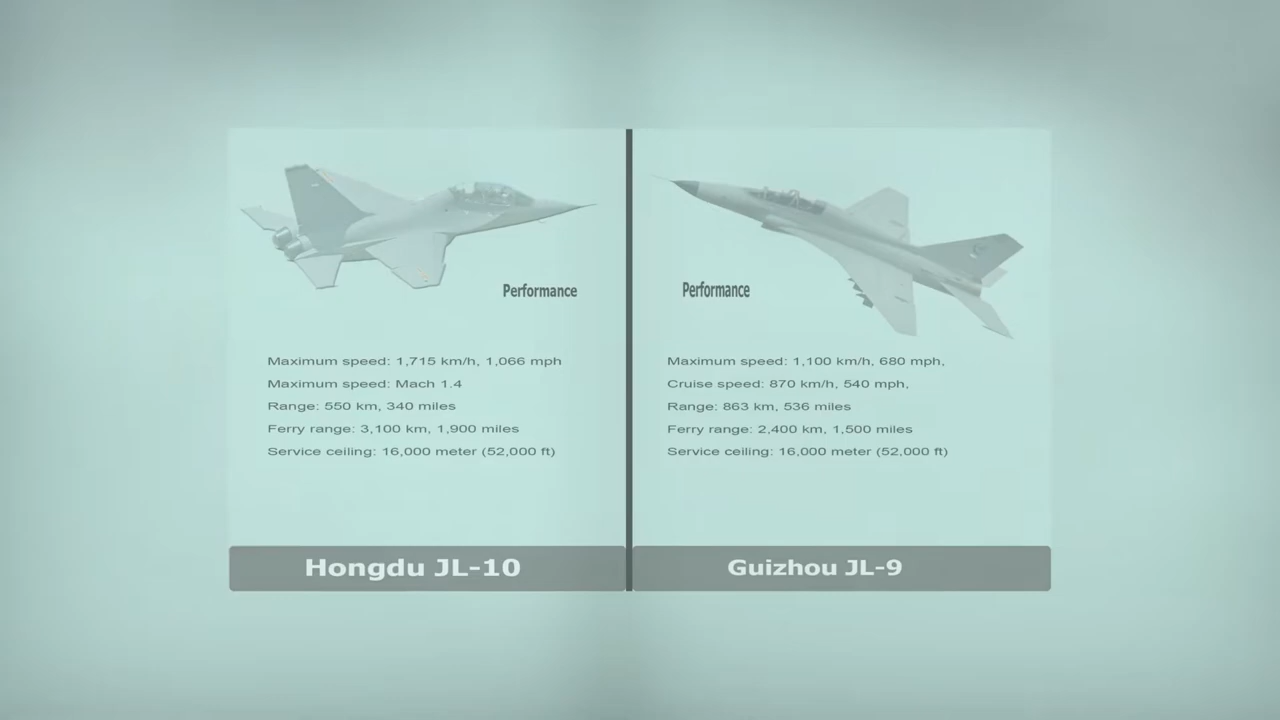 Performance
Maximum speed: 1,715 km/h, 1,066 mph
Maximum speed: Mach 1.4
Range: 550 km, 340 miles
Ferry range: 3,100 km, 1,900 miles
Service ceiling: 16,000 meter (52,000 ft)
Hongdu JL-10
Performance
Maximum speed: 1,100 km/h, 680 mph,
Cruise speed: 870 km/h, 540 mph,
Range: 863 km, 536 miles
Ferry range: 2,400 km, 1,500 miles
Service ceiling: 16,000 meter (52,000 ft)
Guizhou JL-9